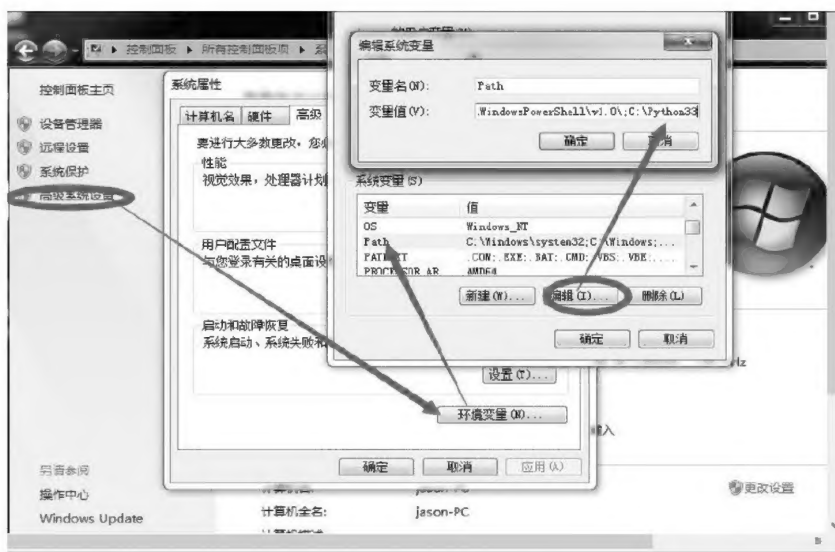 控制面板 ▸ 所有控制面板项 ▸ 系
控制面板主页
设备管理器
远程设置
系统保护
高级系统设置
另请参阅
操作中心
Windows Update
系统属性
计算机名 硬件 高级
要进行大多数更改,您必
性能
视觉效果,处理器计划
用户配置文件
与您登录有关的桌面设
启动和故障恢复
系统启动、系统失败和
设置(T)...
环境变量(N)...
确定 取消 应用(A)
编辑系统变量
变量名(N): Path
变量值(V): .WindowsPowerShell\v1.0\;C:\Python33
确定 取消
系统变量(S)
变量 值
OS Windows_NT
Path C:\Windows\system32;C:\Windows;...
PATHEXT .COM;.EXE;.BAT;.CMD;.VBS;.VBE;....
PROCESSOR_AR AMD64
新建(W)... 编辑(I)... 删除(L)
确定 取消
Hz
输入
更改设置
计算机全名: jason-PC